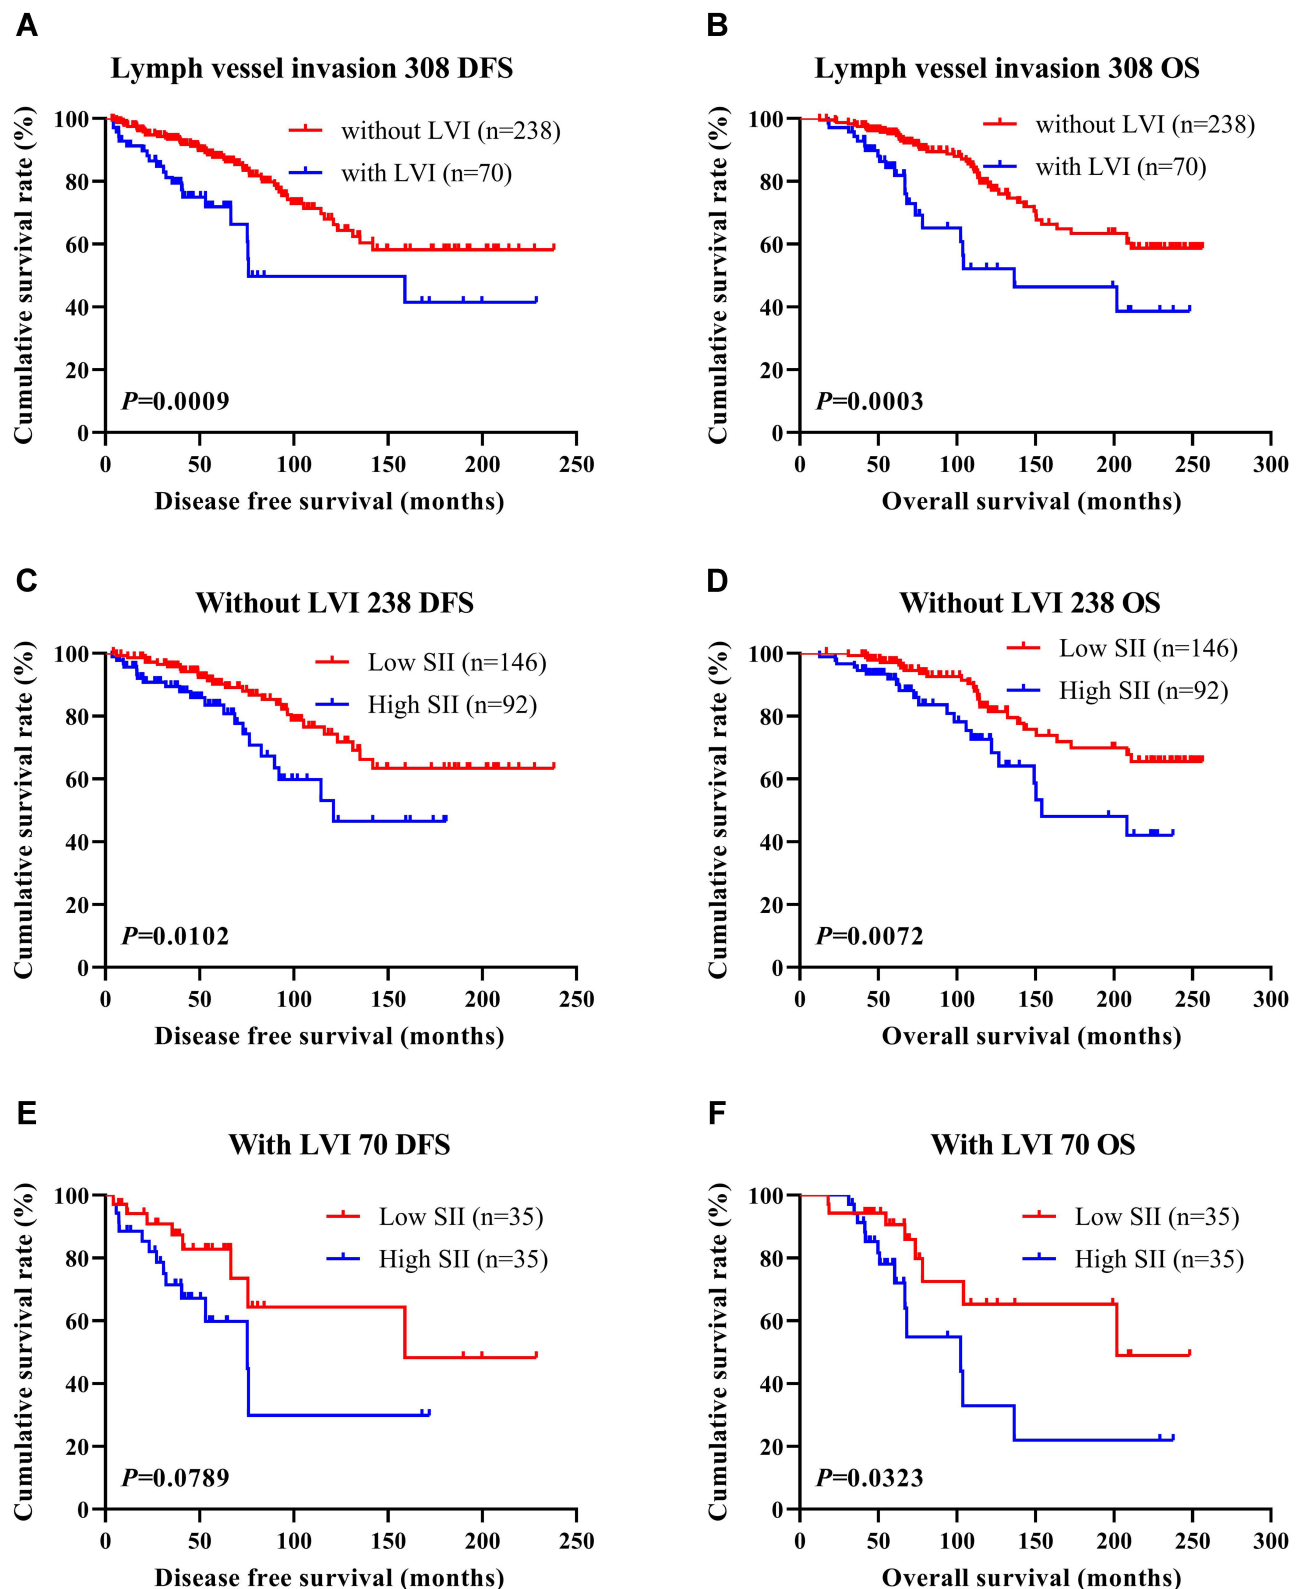 A
Lymph vessel invasion 308 DFS
Cumulative survival rate (%)
100
80
60
40
20
0
without LVI (n=238)
with LVI (n=70)
P=0.0009
0 50 100 150 200 250
Disease free survival (months)
B
Lymph vessel invasion 308 OS
Cumulative survival rate (%)
100
80
60
40
20
0
without LVI (n=238)
with LVI (n=70)
P=0.0003
0 50 100 150 200 250 300
Overall survival (months)
C
Without LVI 238 DFS
Cumulative survival rate (%)
100
80
60
40
20
0
Low SII (n=146)
High SII (n=92)
P=0.0102
0 50 100 150 200 250
Disease free survival (months)
D
Without LVI 238 OS
Cumulative survival rate (%)
100
80
60
40
20
0
Low SII (n=146)
High SII (n=92)
P=0.0072
0 50 100 150 200 250 300
Overall survival (months)
E
With LVI 70 DFS
Cumulative survival rate (%)
100
80
60
40
20
0
Low SII (n=35)
High SII (n=35)
P=0.0789
0 50 100 150 200 250
Disease free survival (months)
F
With LVI 70 OS
Cumulative survival rate (%)
100
80
60
40
20
0
Low SII (n=35)
High SII (n=35)
P=0.0323
0 50 100 150 200 250 300
Overall survival (months)